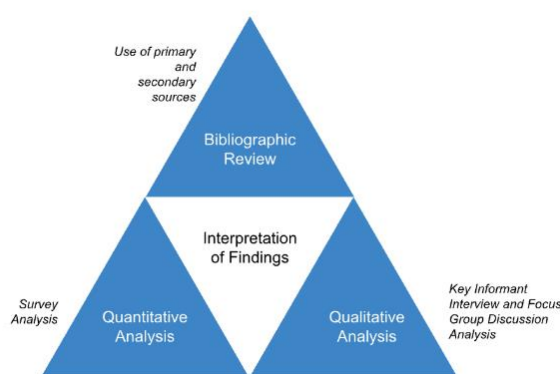 Use of primary
and
secondary
sources
Bibliographic
Review
Interpretation
of Findings
Survey
Analysis
Quantitative
Analysis
Qualitative
Analysis
Key Informant
Interview and Focus
Group Discussion
Analysis